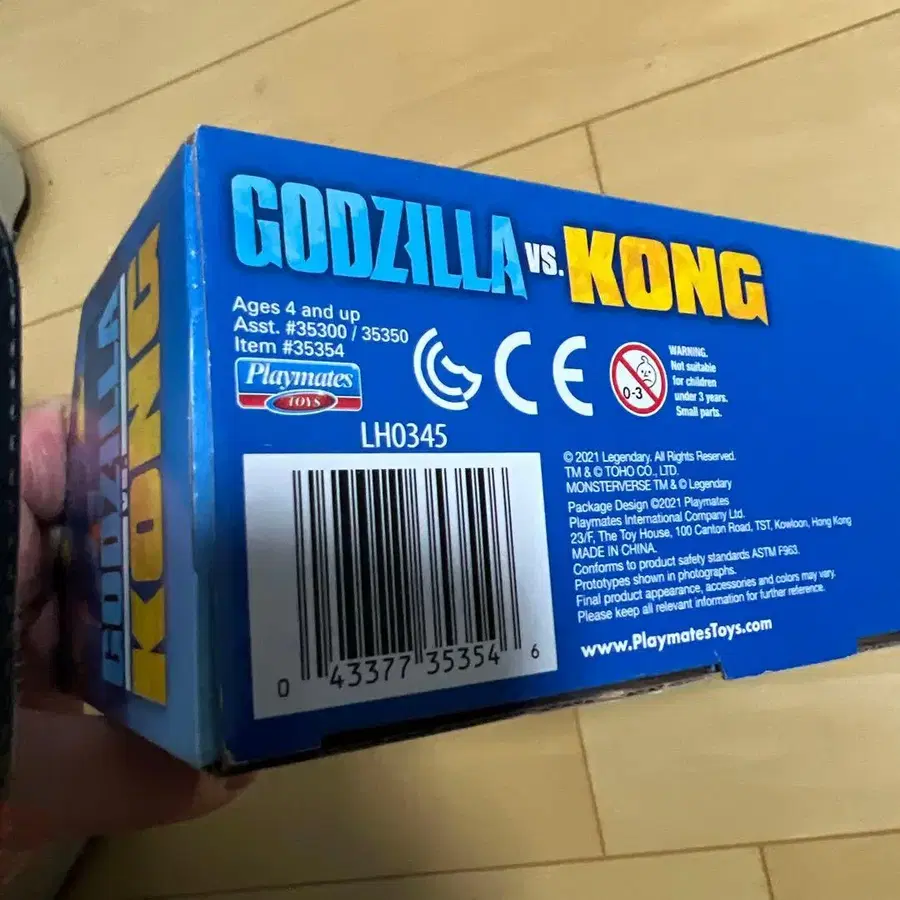 GODZILLA VS. KONG
Ages 4 and up
Asst. #35300 / 35350
Item #35354
Playmates
TOYS
CE
0-3
WARNING.
Not suitable
for children
under 3 years.
Small parts.
LH0345
0 43377 35354 6
© 2021 Legendary. All Rights Reserved.
TM & © TOHO CO., LTD.
MONSTERVERSE TM & © Legendary
Package Design ©2021 Playmates
Playmates International Company Ltd.
23/F, The Toy House, 100 Canton Road, TST, Kowloon, Hong Kong
MADE IN CHINA.
Conforms to product safety standards ASTM F963.
Prototypes shown in photographs.
Final product appearance, accessories and colors may vary.
Please keep all relevant information for further reference.
www.PlaymatesToys.com
GODZILLA
KONG